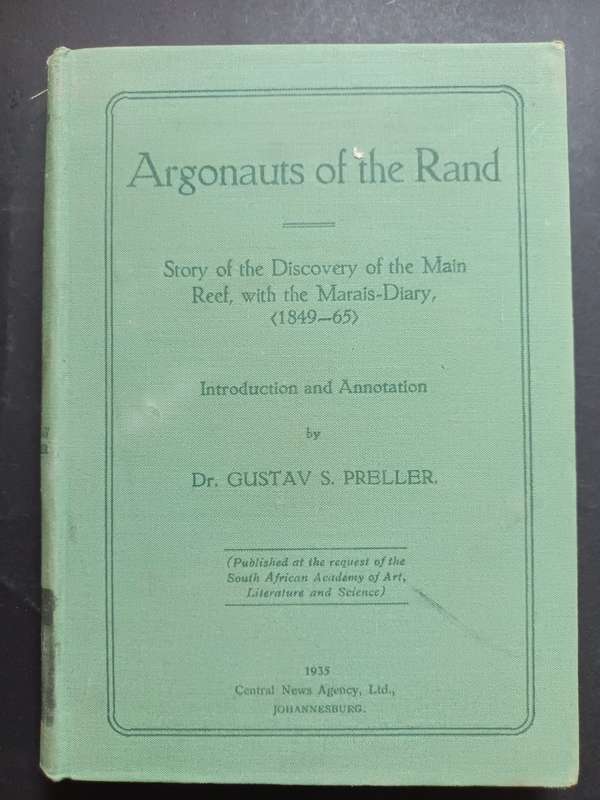 Argonauts of the Rand
Story of the Discovery of the Main
Reef, with the Marais-Diary,
(1849—65)
Introduction and Annotation
by
Dr. GUSTAV S. PRELLER.
(Published at the request of the
South African Academy of Art,
Literature and Science)
1935
Central News Agency, Ltd.,
JOHANNESBURG.